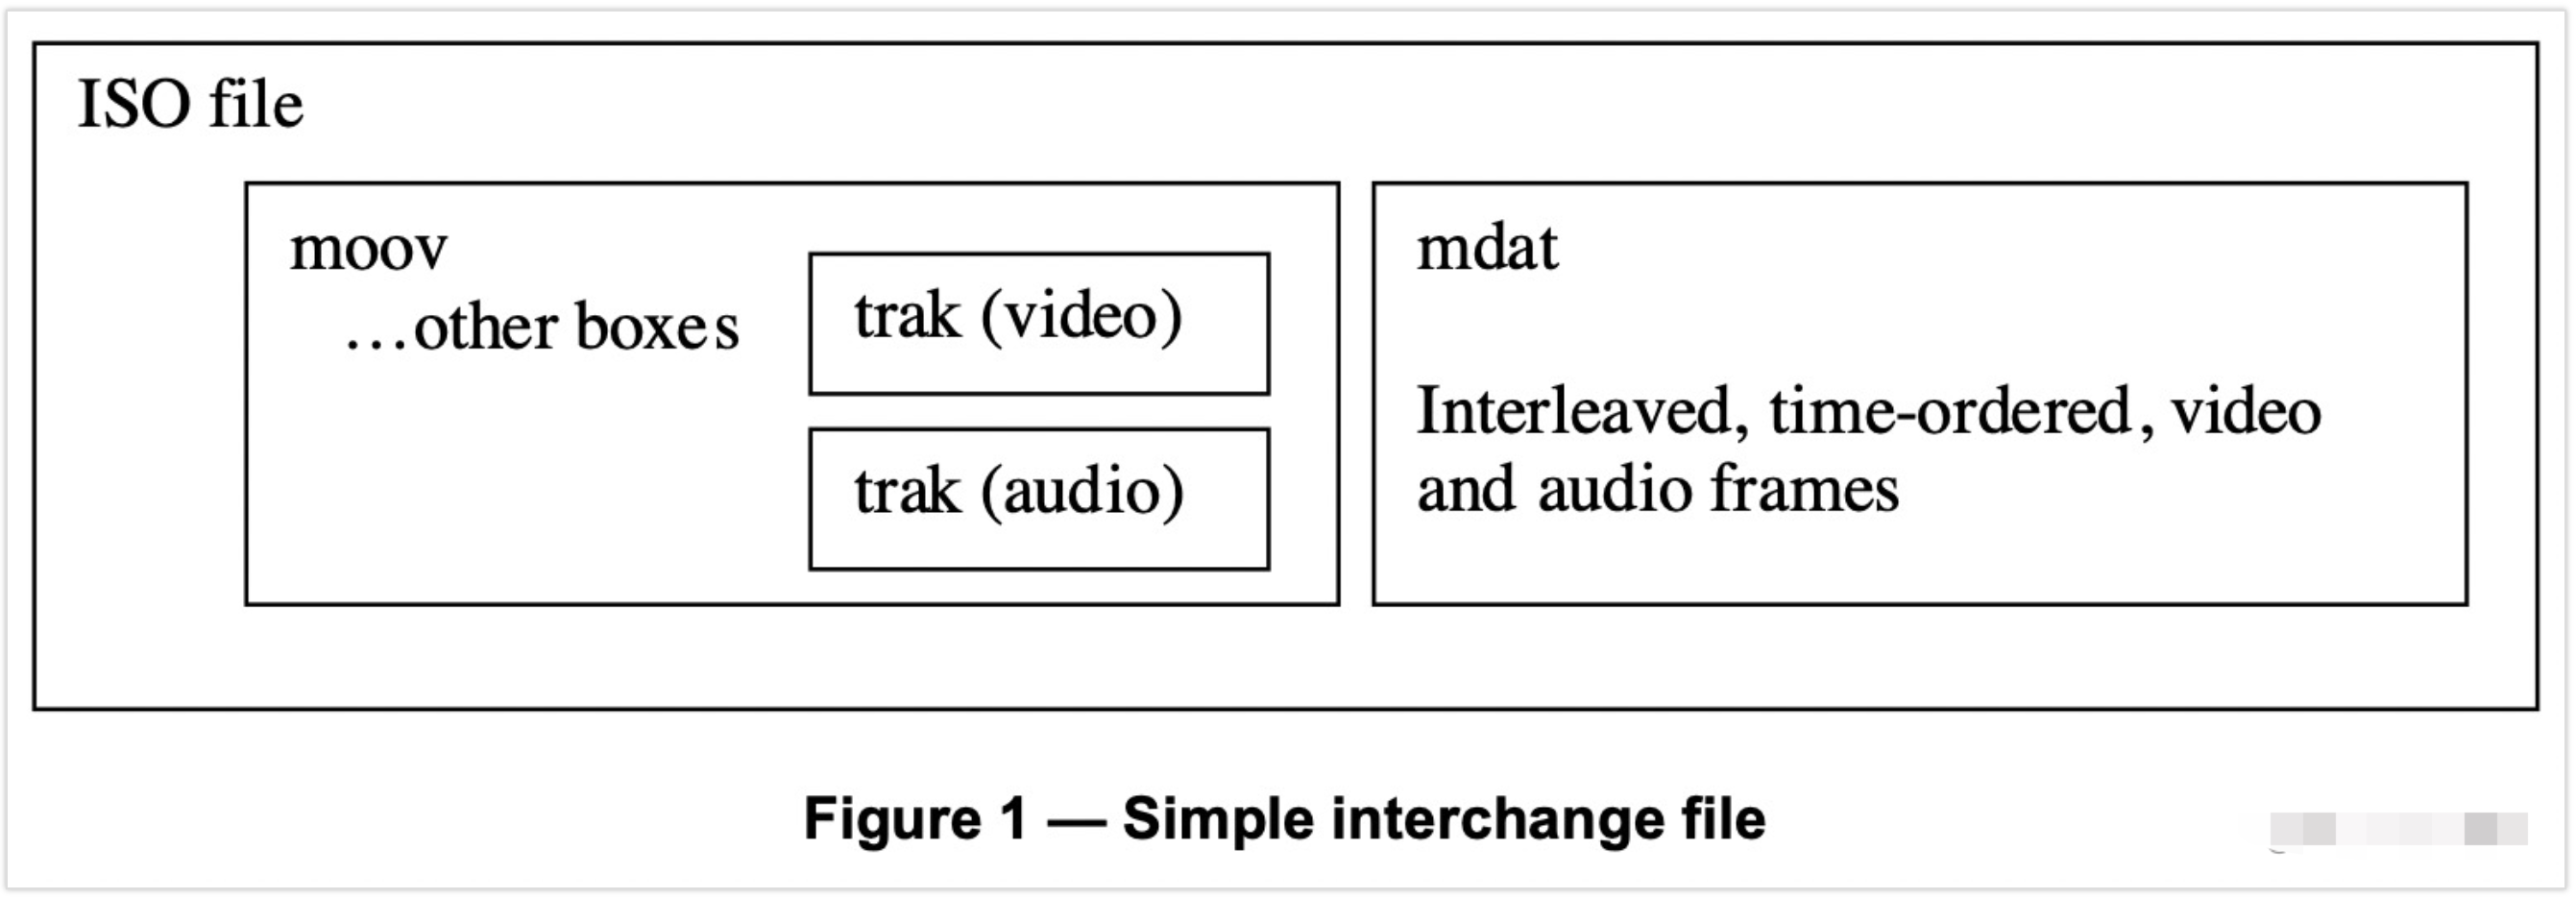 ISO file
moov
…other boxes
trak (video)
trak (audio)
mdat
Interleaved, time-ordered, video
and audio frames
Figure 1 — Simple interchange file